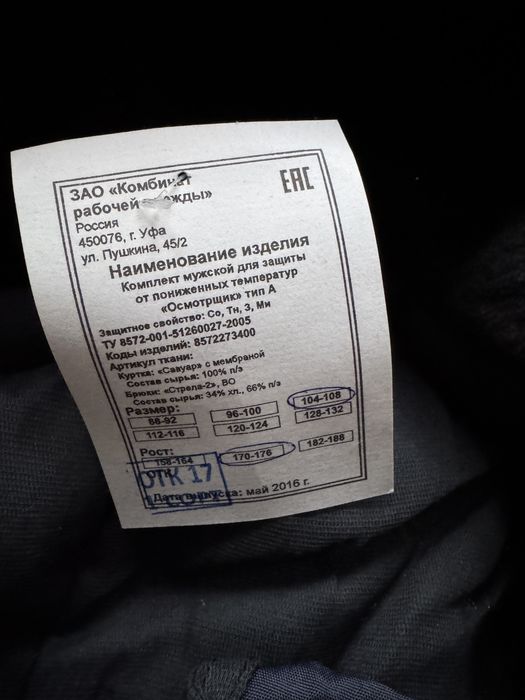 ЗАО «Комбинат
рабочей одежды»
EAC
Россия
450076, г. Уфа
ул. Пушкина, 45/2
Наименование изделия
Комплект мужской для защиты
от пониженных температур
«Осмотрщик» тип А
Защитное свойство: Со, Тн, З, Ми
ТУ 8572-001-51260027-2005
Коды изделий: 8572273400
Артикул ткани:
Куртка: «Савуар» с мембраной
Состав сырья: 100% п/э
Брюки: «Стрела-2», ВО
Состав сырья: 34% хл., 66% п/э
Размер:
88-92 96-100 104-108
112-116 120-124 128-132
Рост:
158-164 170-176 182-188
ОТК 17
Дата выпуска: май 2016 г.